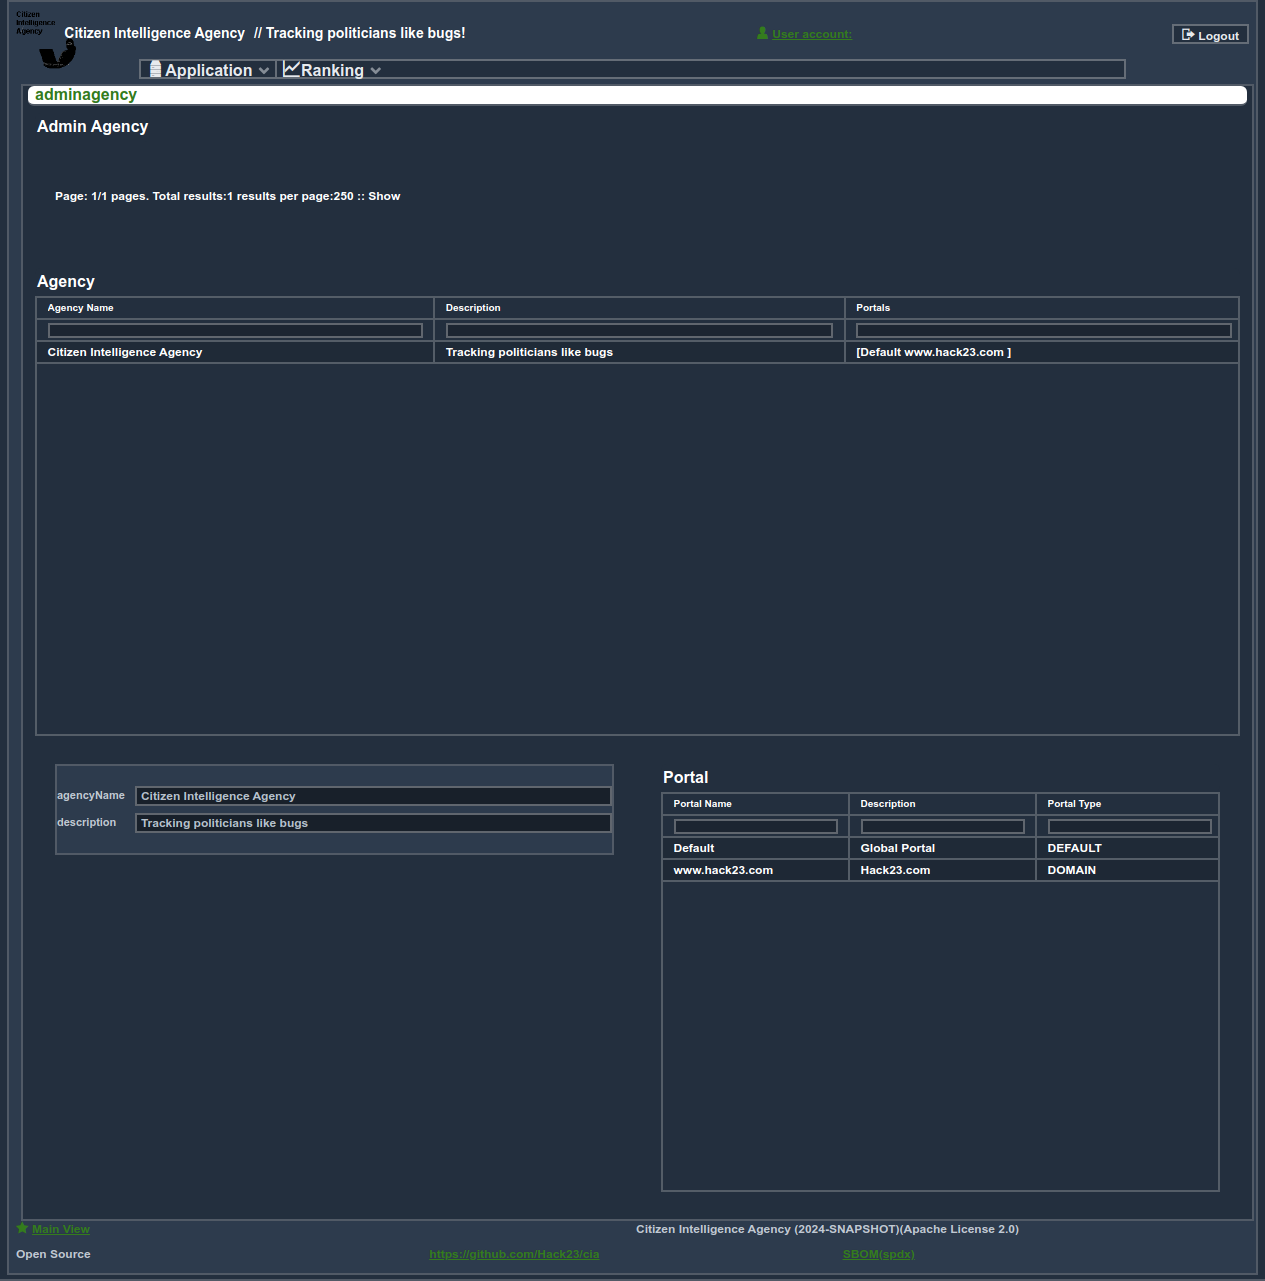 Citizen
Intelligence
Agency
Citizen Intelligence Agency // Tracking politicians like bugs!
User account:
Logout
Application
Ranking
adminagency
Admin Agency
Page: 1/1 pages. Total results:1 results per page:250 :: Show
Agency
Agency Name Description Portals
Citizen Intelligence Agency Tracking politicians like bugs [Default www.hack23.com ]
agencyName Citizen Intelligence Agency
description Tracking politicians like bugs
Portal
Portal Name Description Portal Type
Default Global Portal DEFAULT
www.hack23.com Hack23.com DOMAIN
Main View
Citizen Intelligence Agency (2024-SNAPSHOT)(Apache License 2.0)
Open Source
https://github.com/Hack23/cia
SBOM(spdx)